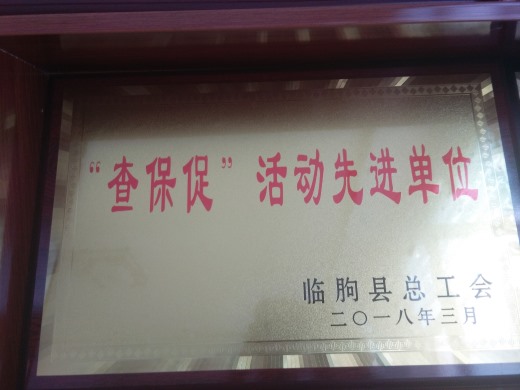 “查保促”活动先进单位
临朐县总工会
二〇一八年三月